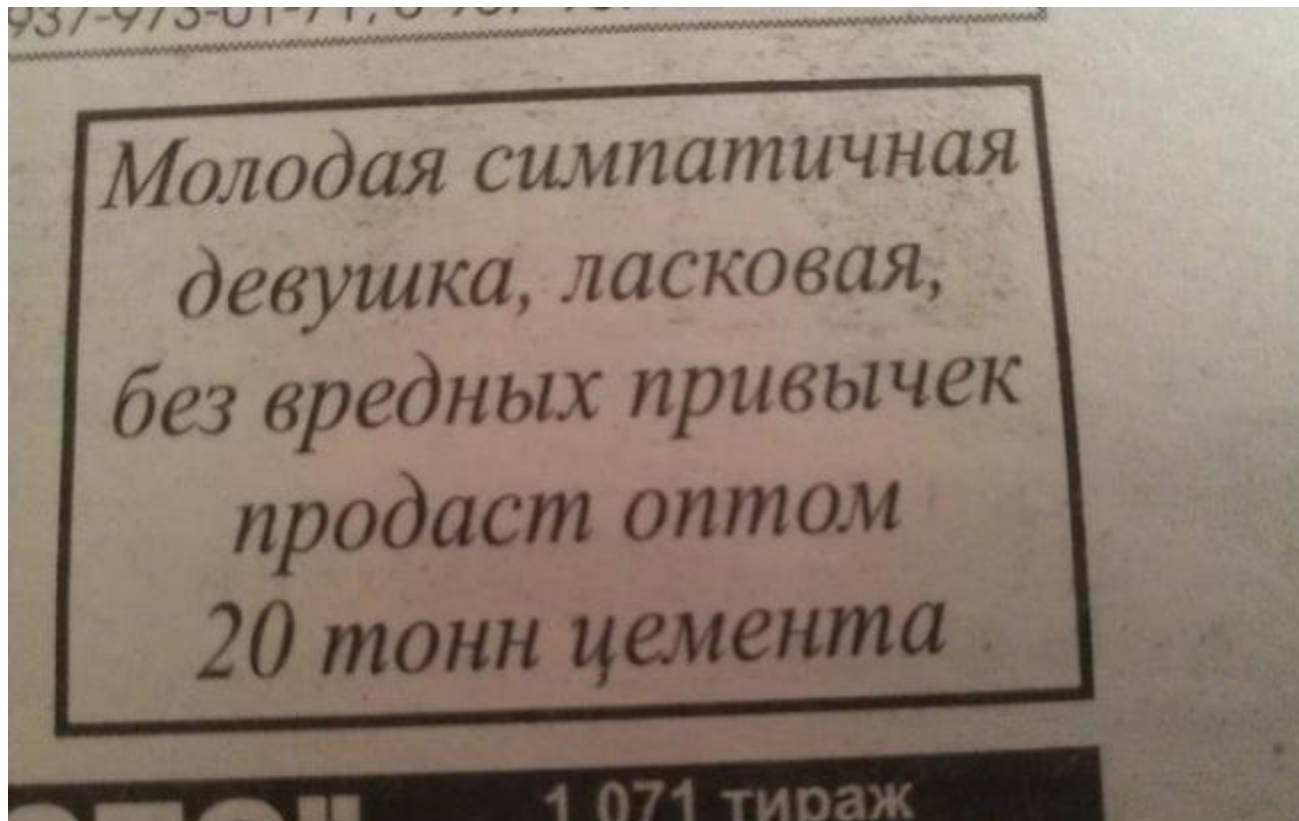 Молодая симпатичная
девушка, ласковая,
без вредных привычек
продаст оптом
20 тонн цемента
1 071 тираж